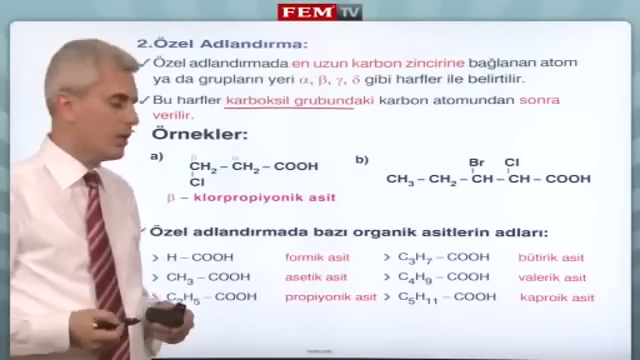 FEM TV
2.Özel Adlandırma:
✓ Özel adlandırmada en uzun karbon zincirine bağlanan atom
ya da grupların yeri α, β, γ, δ gibi harfler ile belirtilir.
✓ Bu harfler karboksil grubundaki karbon atomundan sonra
verilir.
Örnekler:
a)
β α
CH₂ – CH₂ – COOH
Cl
β – klorpropiyonik asit
b)
Br Cl
CH₃ – CH₂ – CH – CH – COOH
✓ Özel adlandırmada bazı organik asitlerin adları:
› H – COOH formik asit › C₃H₇ – COOH bütirik asit
› CH₃ – COOH asetik asit › C₄H₉ – COOH valerik asit
› C₂H₅ – COOH propiyonik asit › C₅H₁₁ – COOH kaproik asit